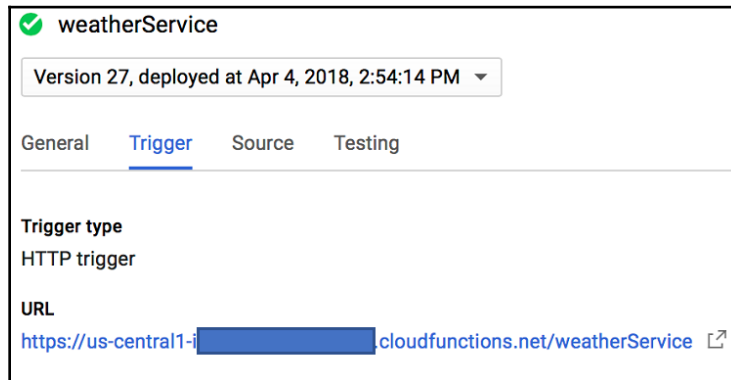 weatherService
Version 27, deployed at Apr 4, 2018, 2:54:14 PM
General Trigger Source Testing
Trigger type
HTTP trigger
URL
https://us-central1-i .cloudfunctions.net/weatherService